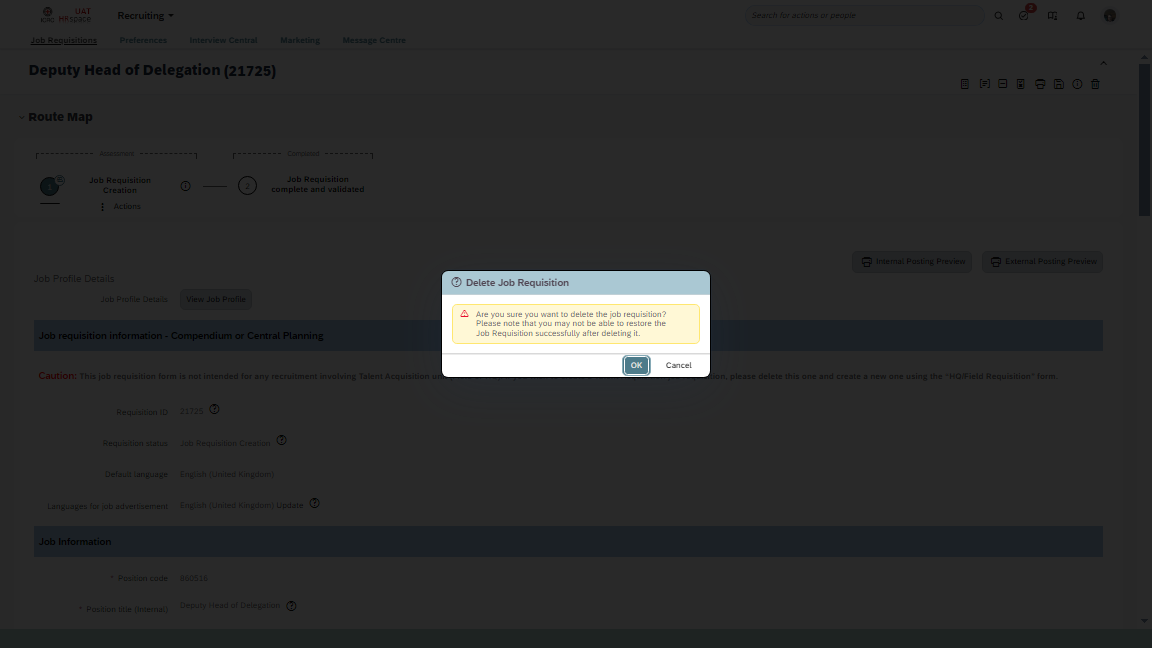 UAT
HRspace
Recruiting
Search for actions or people
2
Job Requisitions
Preferences
Interview Central
Marketing
Message Centre
Deputy Head of Delegation (21725)
Route Map
Completed
1
Job Requisition
Creation
Actions
2
Job Requisition
complete and validated
Internal Posting Preview
External Posting Preview
Job Profile Details
Job Profile Details
View Job Profile
Delete Job Requisition
Are you sure you want to delete the job requisition?
Please note that you may not be able to restore the
Job Requisition successfully after deleting it.
OK
Cancel
Job requisition information - Compendium or Central Planning
Caution: This job requisition form is not intended for any recruitment involving Talent Acquisition
, please delete this one and create a new one using the "HQ/Field Requisition" form.
Requisition ID
21725
Requisition status
Job Requisition Creation
Default language
English (United Kingdom)
Languages for job advertisement
English (United Kingdom) Update
Job Information
* Position code
* Position title (Internal)
Deputy Head of Delegation